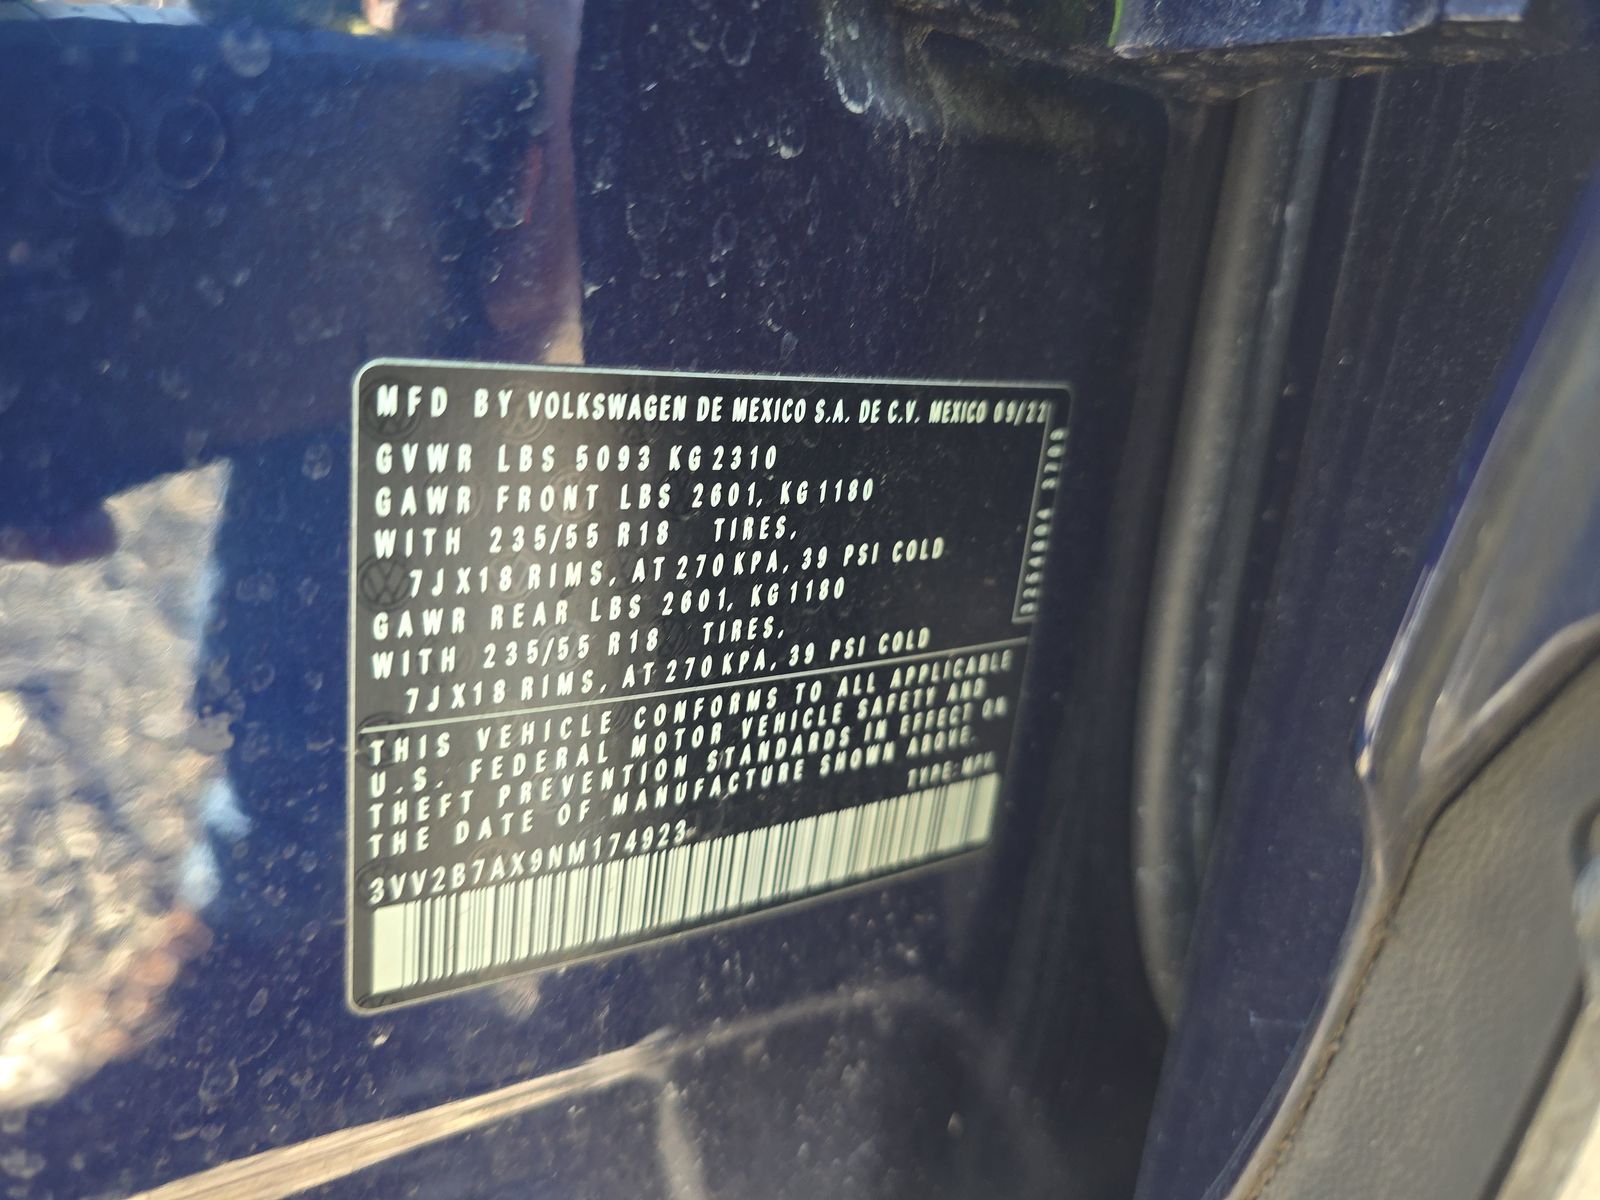 MFD BY VOLKSWAGEN DE MEXICO S.A. DE C.V. MEXICO 09/22
GVWR LBS 5093 KG 2310
GAWR FRONT LBS 2601, KG 1180
WITH 235/55 R18 TIRES,
7JX18 RIMS, AT 270 KPA, 39 PSI COLD
GAWR REAR LBS 2601, KG 1180
WITH 235/55 R18 TIRES,
7JX18 RIMS, AT 270 KPA, 39 PSI COLD
THIS VEHICLE CONFORMS TO ALL APPLICABLE
U.S. FEDERAL MOTOR VEHICLE SAFETY AND
THEFT PREVENTION STANDARDS IN EFFECT ON
THE DATE OF MANUFACTURE SHOWN ABOVE.
TYPE:
3VV2B7AX9NM174923